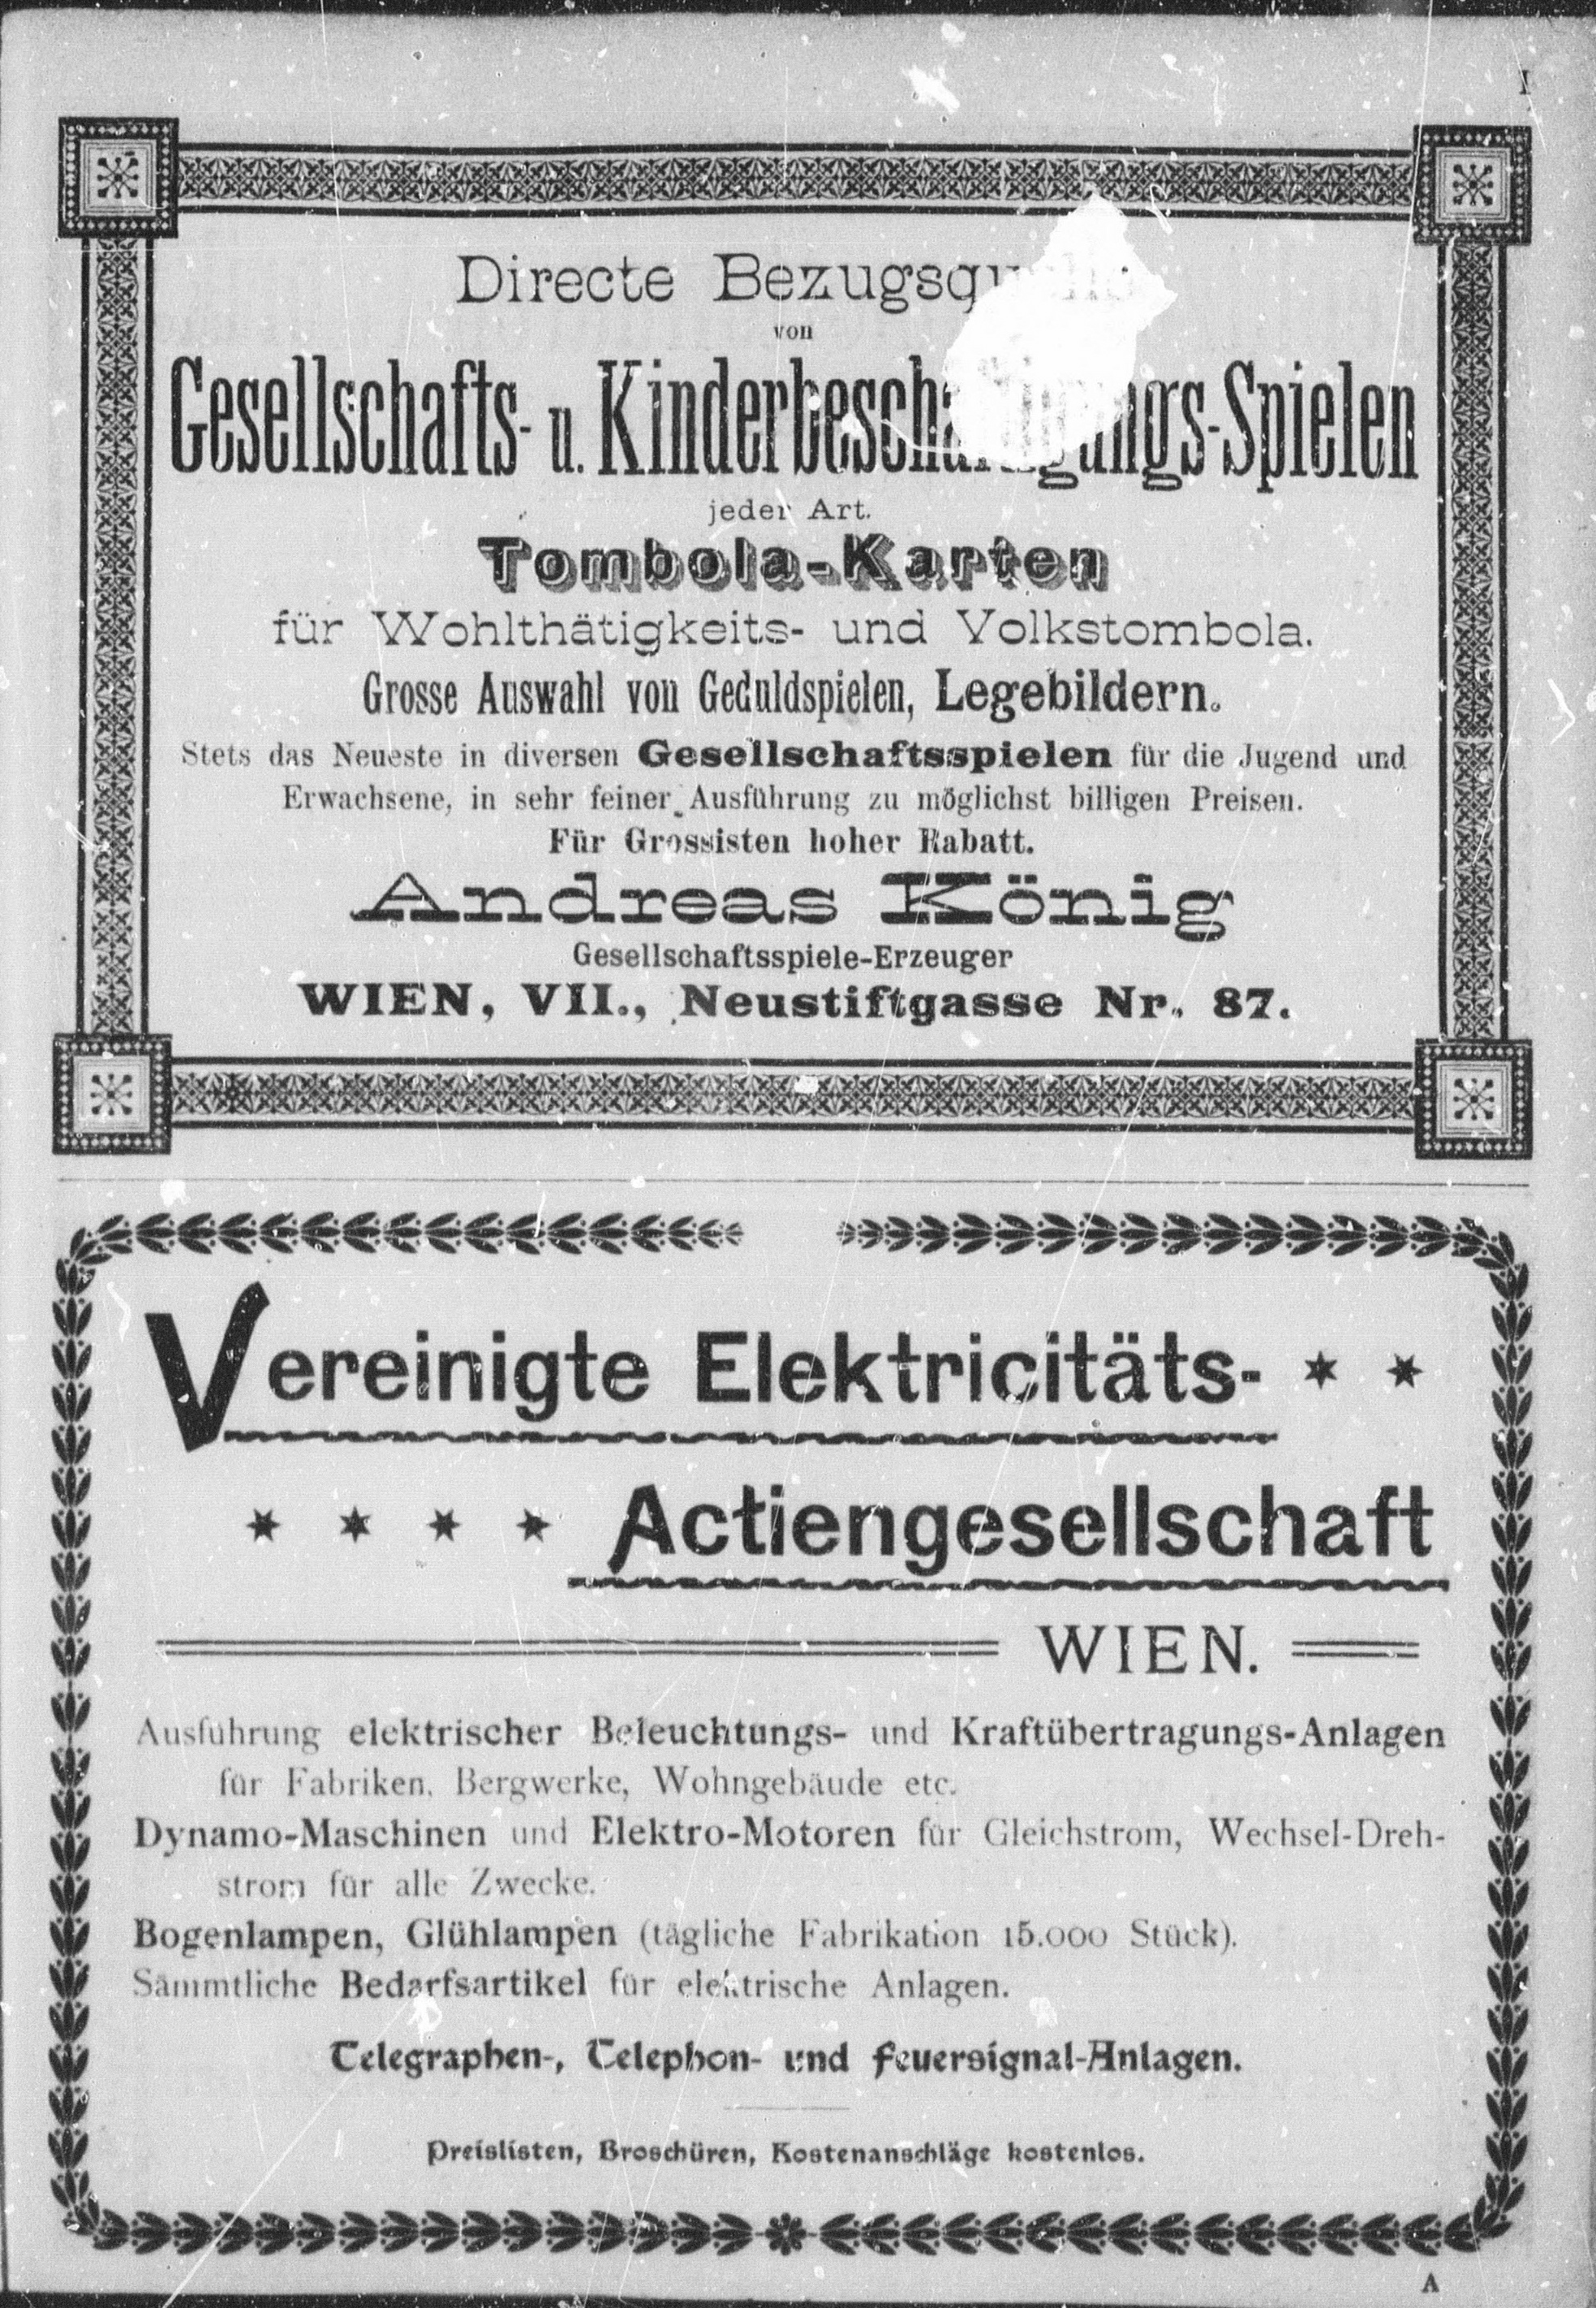 I
Directe Bezugsquelle
von
Gesellschafts- u. Kinderbeschäftigungs-Spielen
jeder Art.
Tombola-Karten
für Wohlthätigkeits- und Volkstombola.
Grosse Auswahl von Geduldspielen, Legebildern.
Stets das Neueste in diversen Gesellschaftsspielen für die Jugend und
Erwachsene, in sehr feiner Ausführung zu möglichst billigen Preisen.
Für Grossisten hoher Rabatt.
Andreas König
Gesellschaftsspiele-Erzeuger
WIEN, VII., Neustiftgasse Nr. 87.
Vereinigte Elektricitäts-
Actiengesellschaft
WIEN.
Ausführung elektrischer Beleuchtungs- und Kraftübertragungs-Anlagen
für Fabriken, Bergwerke, Wohngebäude etc.
Dynamo-Maschinen und Elektro-Motoren für Gleichstrom, Wechsel-Dreh-
strom für alle Zwecke.
Bogenlampen, Glühlampen (tägliche Fabrikation 15.000 Stück).
Sämmtliche Bedarfsartikel für elektrische Anlagen.
Telegraphen-, Telephon- und Feuersignal-Anlagen.
Preislisten, Broschüren, Kostenanschläge kostenlos.
A